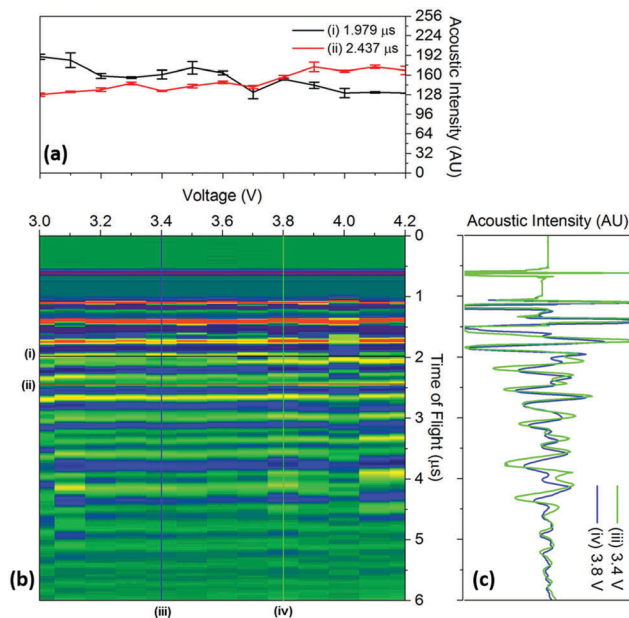 (i) 1.979 μs
(ii) 2.437 μs
256
224
192
160
128
96
64
32
0
Acoustic Intensity
(AU)
(a)
Voltage (V)
3.0 3.2 3.4 3.6 3.8 4.0 4.2
0
1
2
3
4
5
6
Time of Flight (μs)
(i)
(ii)
(b)
(iii)
(iv)
Acoustic Intensity (AU)
(iii) 3.4 V
(iv) 3.8 V
(c)